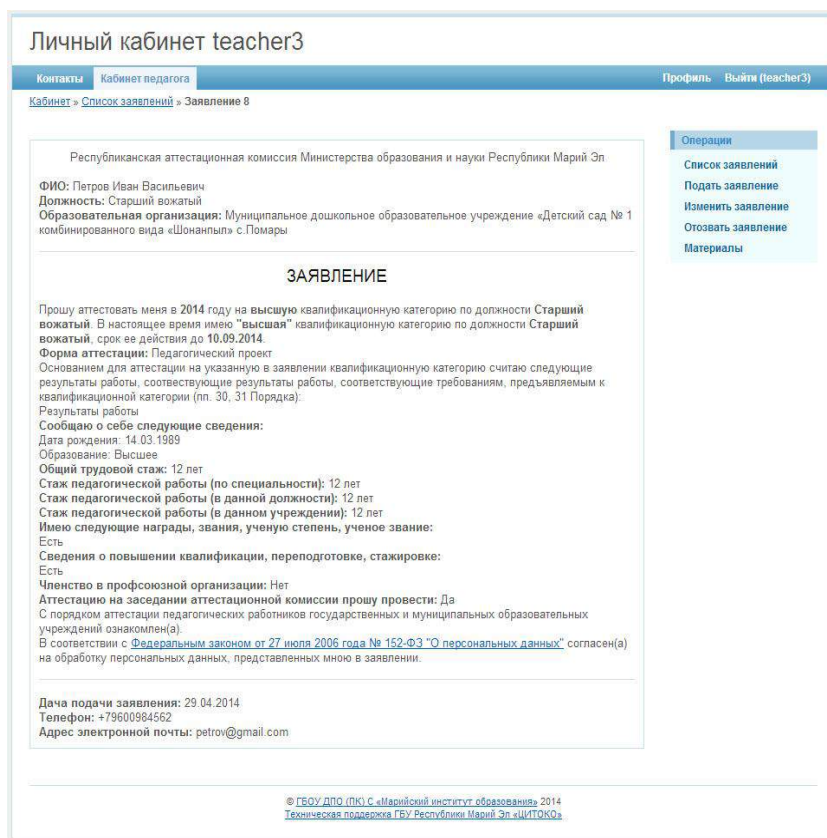 Личный кабинет teacher3
Контакты Кабинет педагога Профиль Выйти (teacher3)
Кабинет » Список заявлений » Заявление 8
Операции
Список заявлений
Подать заявление
Изменить заявление
Отозвать заявление
Материалы
Республиканская аттестационная комиссия Министерства образования и науки Республики Марий Эл
ФИО: Петров Иван Васильевич
Должность: Старший вожатый
Образовательная организация: Муниципальное дошкольное образовательное учреждение «Детский сад № 1
комбинированного вида «Шонанпыл» с.Помары
ЗАЯВЛЕНИЕ
Прошу аттестовать меня в 2014 году на высшую квалификационную категорию по должности Старший
вожатый. В настоящее время имею "высшая" квалификационную категорию по должности Старший
вожатый, срок ее действия до 10.09.2014.
Форма аттестации: Педагогический проект
Основанием для аттестации на указанную в заявлении квалификационную категорию считаю следующие
результаты работы, соотвествующие результаты работы, соответствующие требованиям, предъявляемым к
квалификационной категории (пп. 30, 31 Порядка):
Результаты работы
Сообщаю о себе следующие сведения:
Дата рождения: 14.03.1989
Образование: Высшее
Общий трудовой стаж: 12 лет
Стаж педагогической работы (по специальности): 12 лет
Стаж педагогической работы (в данной должности): 12 лет
Стаж педагогической работы (в данном учреждении): 12 лет
Имею следующие награды, звания, ученую степень, ученое звание:
Есть
Сведения о повышении квалификации, переподготовке, стажировке:
Есть
Членство в профсоюзной организации: Нет
Аттестацию на заседании аттестационной комиссии прошу провести: Да
С порядком аттестации педагогических работников государственных и муниципальных образовательных
учреждений ознакомлен(а).
В соответствии с Федеральным законом от 27 июля 2006 года № 152-ФЗ "О персональных данных" согласен(а)
на обработку персональных данных, представленных мною в заявлении.
Дача подачи заявления: 29.04.2014
Телефон: +79600984562
Адрес электронной почты: petrov@gmail.com
© ГБОУ ДПО (ПК) С «Марийский институт образования» 2014
Техническая поддержка ГБУ Республики Марий Эл «ЦИТОКО»